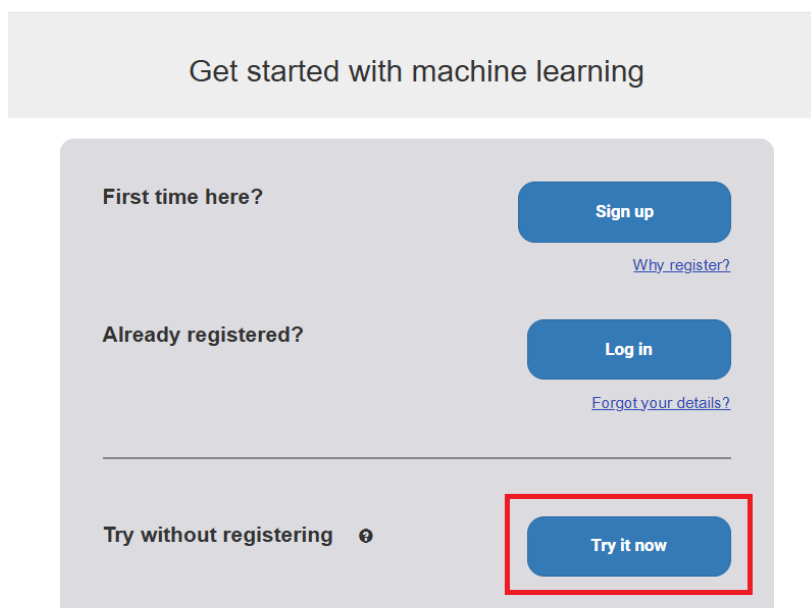 Get started with machine learning
First time here?
Sign up
Why register?
Already registered?
Log in
Forgot your details?
Try without registering ?
Try it now